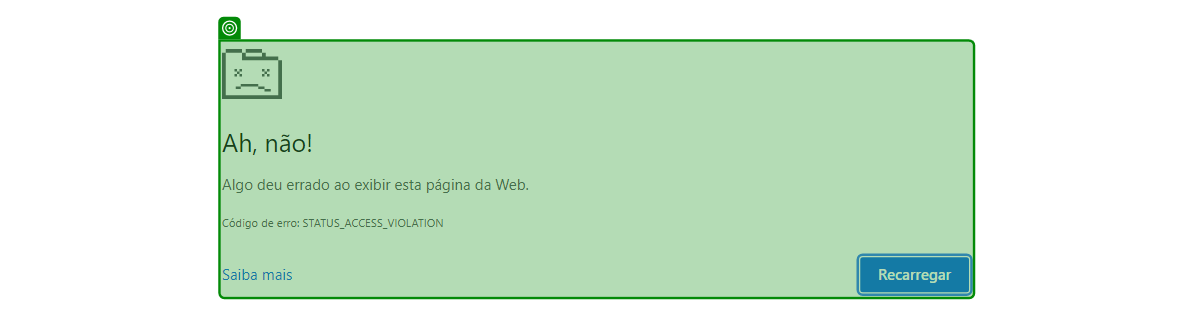 Ah, não!
Algo deu errado ao exibir esta página da Web.
Código de erro: STATUS_ACCESS_VIOLATION
Saiba mais
Recarregar